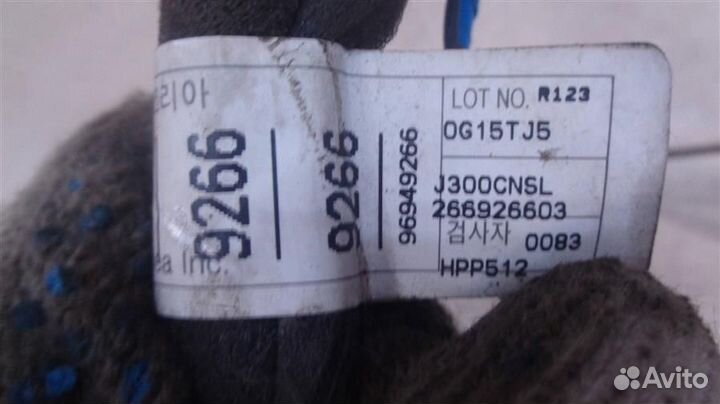 리아
9266
ea Inc.
9266
96949266
LOT NO. R123
0G15TJ5
J300CNSL
266926603
검사자 0083
HPP512
Avito